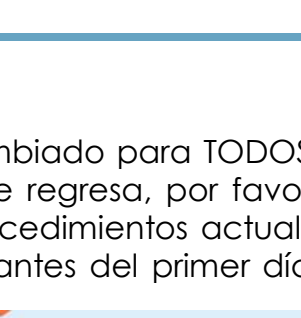 mbiado para TODOS
e regresa, por favo
cedimientos actual
antes del primer día